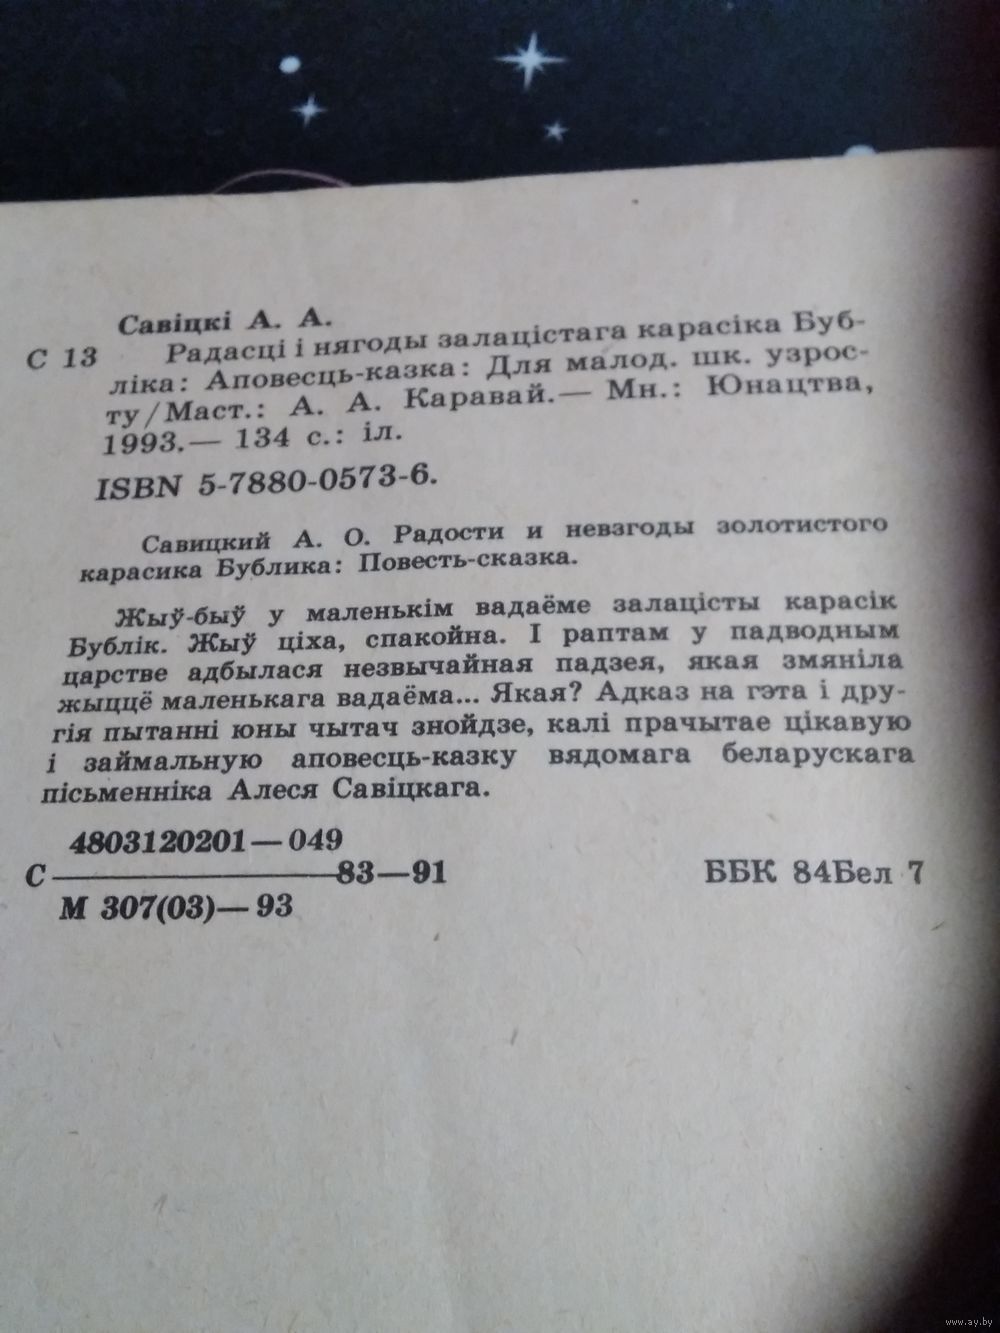 Савіцкі А. А.
С 13 Радасці і нягоды залацістага карасіка Буб-
ліка: Аповесць-казка: Для малод. шк. узрос-
ту/Маст.: А. А. Каравай.— Мн.: Юнацтва,
1993.— 134 с.: іл.
ISBN 5-7880-0573-6.
Савицкий А. О. Радости и невзгоды золотистого
карасика Бублика: Повесть-сказка.
Жыў-быў у маленькім вадаёме залацісты карасік
Бублік. Жыў ціха, спакойна. І раптам у падводным
царстве адбылася незвычайная падзея, якая змяніла
жыццё маленькага вадаёма... Якая? Адказ на гэта і дру-
гія пытанні юны чытач знойдзе, калі прачытае цікавую
і займальную аповесць-казку вядомага беларускага
пісьменніка Алеся Савіцкага.
4803120201—049
С 83—91 ББК 84Бел 7
М 307(03)—93
www.ay.by